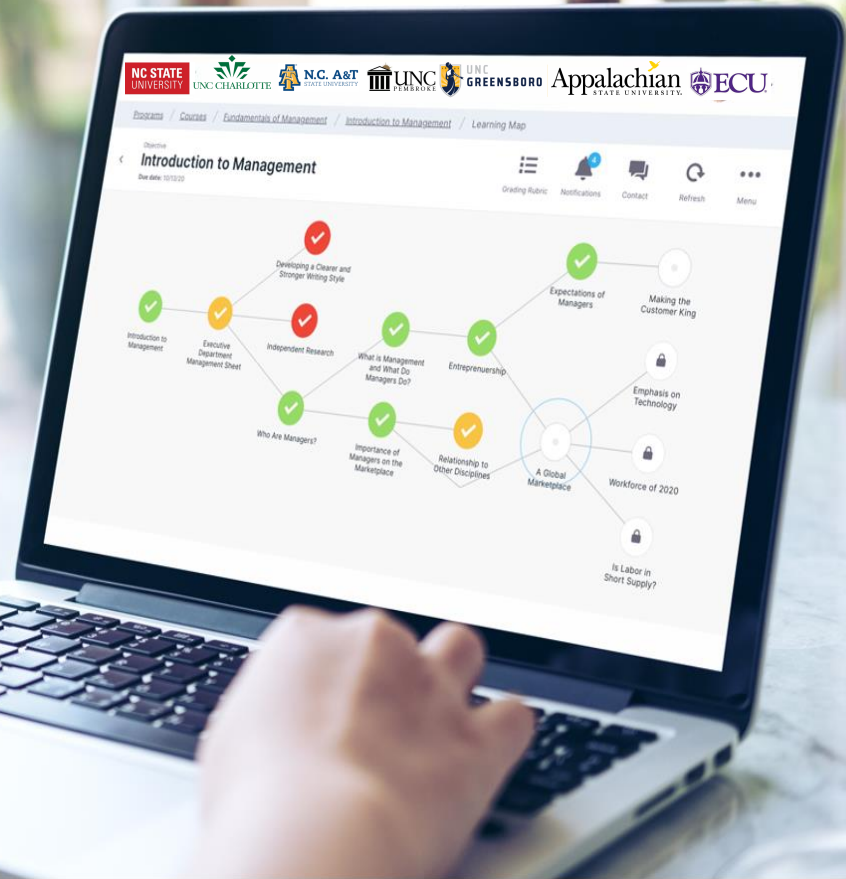 NC STATE
UNIVERSITY
UNC CHARLOTTE
N.C. A&T
STATE UNIVERSITY
UNC
PEMBROKE
UNC
GREENSBORO
Appalachian
STATE UNIVERSITY.
ECU
Programs / Courses / Fundamentals of Management / Introduction to Management / Learning Map
Objective
Introduction to Management
Due date: 10/12/20
Grading Rubric
4
Notifications
Contact
Refresh
Menu
Developing a Clearer and
Stronger Writing Style
Expectations of
Managers
Making the
Customer King
Introduction to
Management
Executive
Department
Management Sheet
Independent Research
What is Management
and What Do
Managers Do?
Entreprenuership
Emphasis on
Technology
Who Are Managers?
Importance of
Managers on the
Marketplace
Relationship to
Other Disciplines
A Global
Marketplace
Workforce of 2020
Is Labor in
Short Supply?